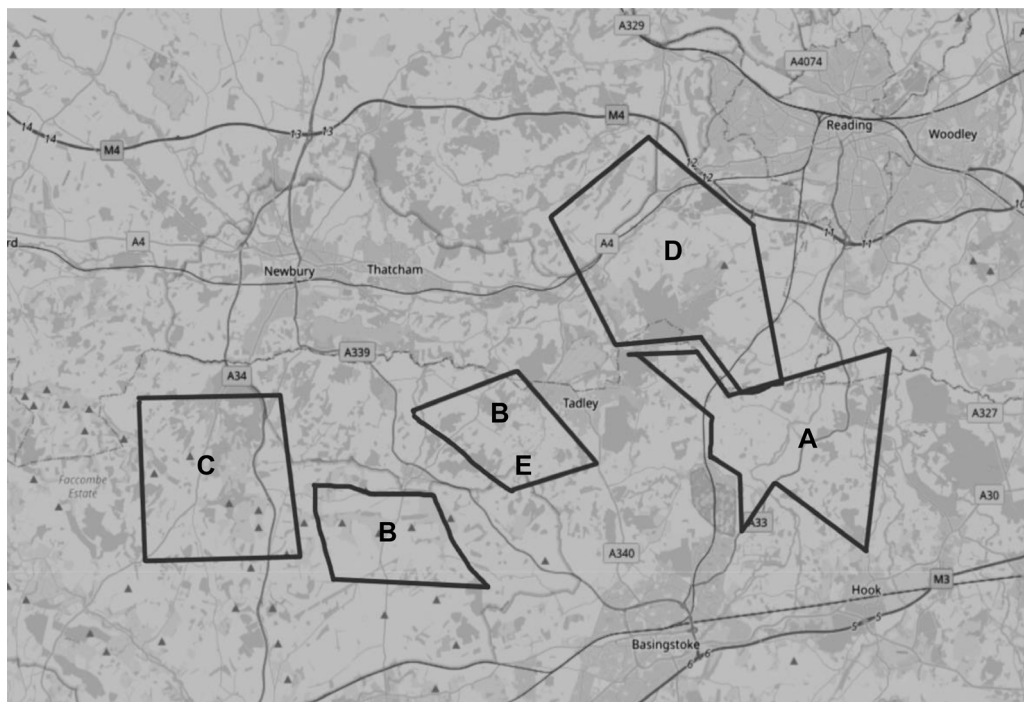 A329
A4074
M4
Reading
Woodley
14
14
13
13
M4
12
12
10
11
11
A4
A4
rd
D
Newbury
Thatcham
A339
A34
B
Tadley
A327
A
C
E
Faccombe
Estate
A30
B
A33
A340
M3
Hook
5
5
Basingstoke
6
6